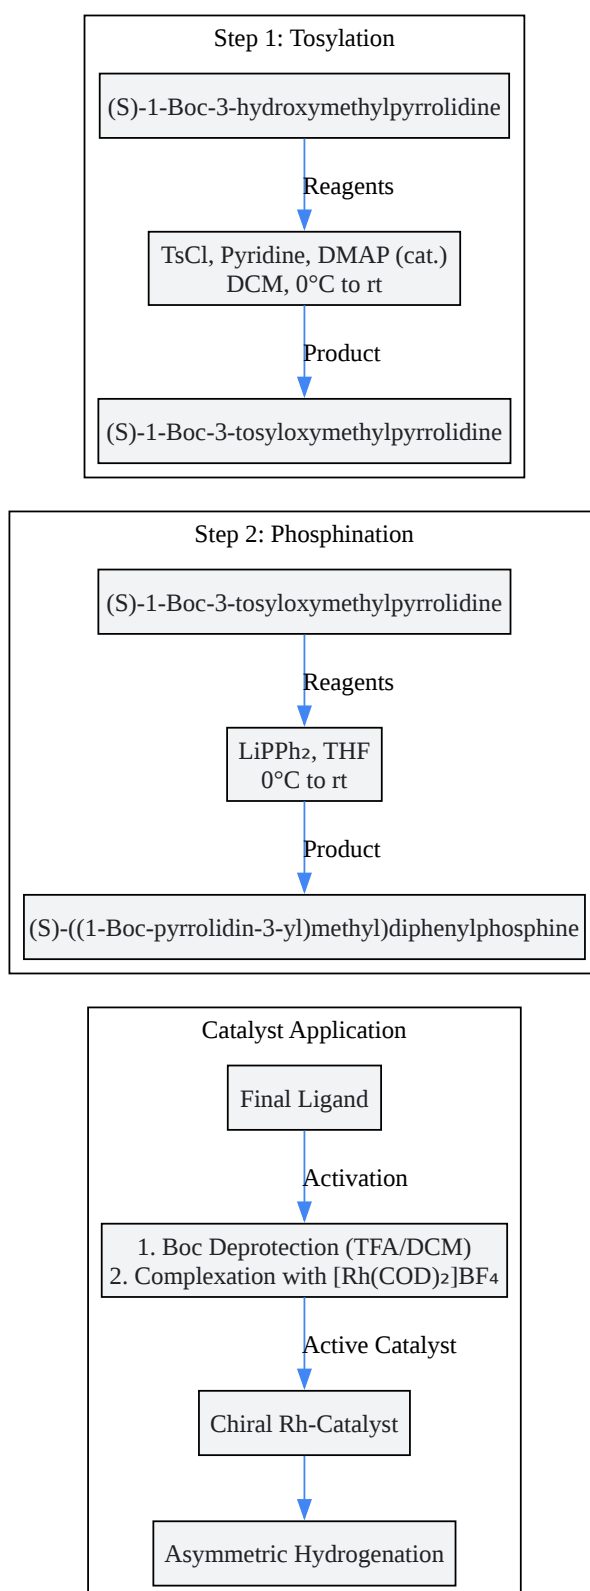 Step 1: Tosylation
(S)-1-Boc-3-hydroxymethylpyrrolidine
Reagents
TsCl, Pyridine, DMAP (cat.)
DCM, 0°C to rt
Product
(S)-1-Boc-3-tosyloxymethylpyrrolidine
Step 2: Phosphination
(S)-1-Boc-3-tosyloxymethylpyrrolidine
Reagents
LiPPh₂, THF
0°C to rt
Product
(S)-((1-Boc-pyrrolidin-3-yl)methyl)diphenylphosphine
Catalyst Application
Final Ligand
Activation
1. Boc Deprotection (TFA/DCM)
2. Complexation with [Rh(COD)₂]BF₄
Active Catalyst
Chiral Rh-Catalyst
Asymmetric Hydrogenation